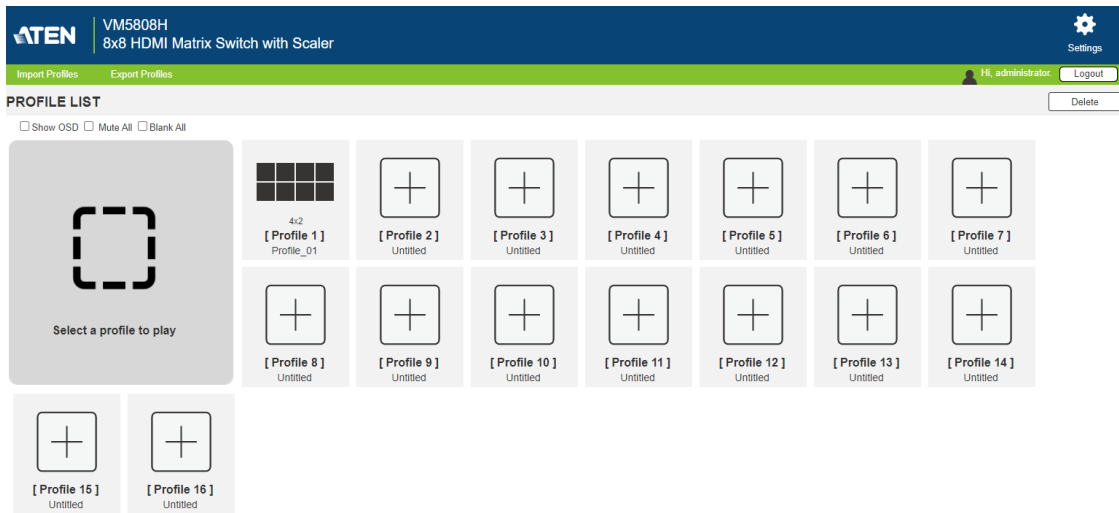 ATEN
VM5808H
8x8 HDMI Matrix Switch with Scaler
Settings
Import Profiles Export Profiles Hi, administrator. Logout
PROFILE LIST Delete
Show OSD Mute All Blank All
Select a profile to play
4x2
[ Profile 1 ] [ Profile 2 ] [ Profile 3 ] [ Profile 4 ] [ Profile 5 ] [ Profile 6 ] [ Profile 7 ]
Profile_01 Untitled Untitled Untitled Untitled Untitled Untitled
[ Profile 8 ] [ Profile 9 ] [ Profile 10 ] [ Profile 11 ] [ Profile 12 ] [ Profile 13 ] [ Profile 14 ]
Untitled Untitled Untitled Untitled Untitled Untitled Untitled
[ Profile 15 ] [ Profile 16 ]
Untitled Untitled